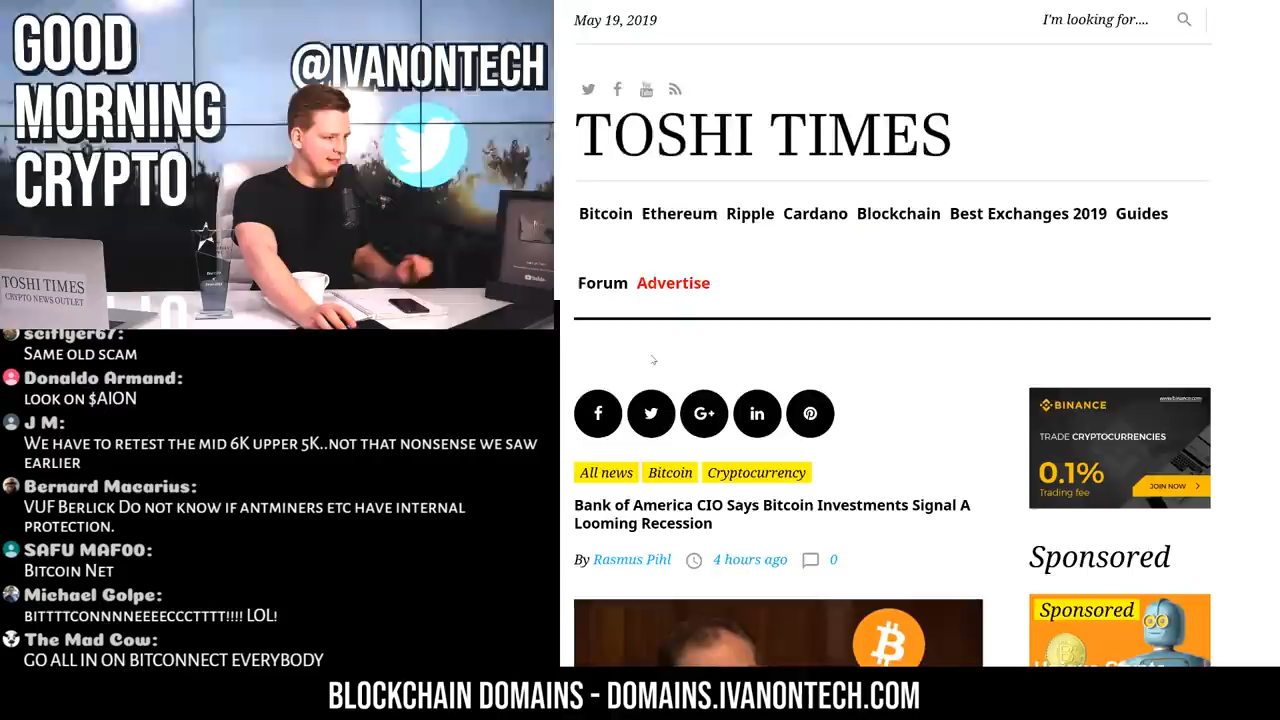 GOOD
MORNING
CRYPTO
@IVANONTECH
TOSHI TIMES
CRYPTO NEWS OUTLET
sciflyer67:
SAME OLD SCAM
Donaldo Armand:
LOOK ON $AION
J M:
WE HAVE TO RETEST THE MID 6K UPPER 5K..NOT THAT NONSENSE WE SAW
EARLIER
Bernard Macarius:
VUF BERLICK DO NOT KNOW IF ANTMINERS ETC HAVE INTERNAL
PROTECTION.
SAFU MAFOO:
BITCOIN NET
Michael Golpe:
BITTTTCONNNNEEEECCCTTTT!!!! LOL!
The Mad Cow:
GO ALL IN ON BITCONNECT EVERYBODY
May 19, 2019
I'm looking for....
TOSHI TIMES
Bitcoin Ethereum Ripple Cardano Blockchain Best Exchanges 2019 Guides
Forum Advertise
All news Bitcoin Cryptocurrency
Bank of America CIO Says Bitcoin Investments Signal A
Looming Recession
By Rasmus Pihl 4 hours ago 0
BINANCE
www.binance.com
TRADE CRYPTOCURRENCIES
0.1%
Trading fee
JOIN NOW
Sponsored
Sponsored
BLOCKCHAIN DOMAINS - DOMAINS.IVANONTECH.COM